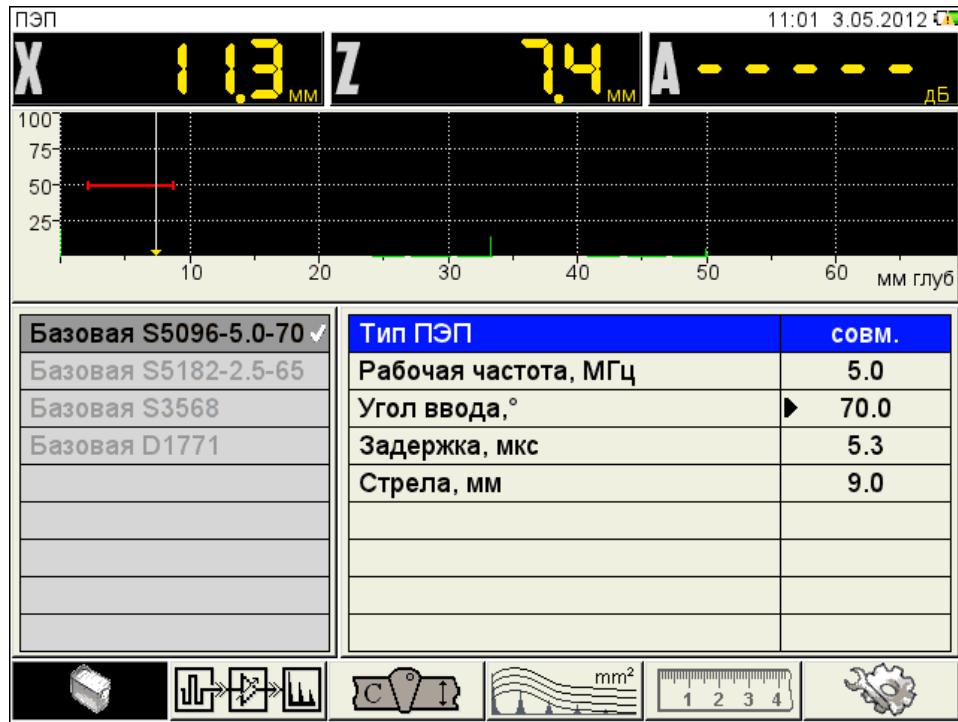 ПЭП 11:01 3.05.2012
X 11.3 мм Z 7.4 мм A - - - - - дБ
100
75
50
25
10 20 30 40 50 60 мм глуб
Базовая S5096-5.0-70 Тип ПЭП совм.
Базовая S5182-2.5-65 Рабочая частота, МГц 5.0
Базовая S3568 Угол ввода,° 70.0
Базовая D1771 Задержка, мкс 5.3
Стрела, мм 9.0
C mm² 1 2 3 4